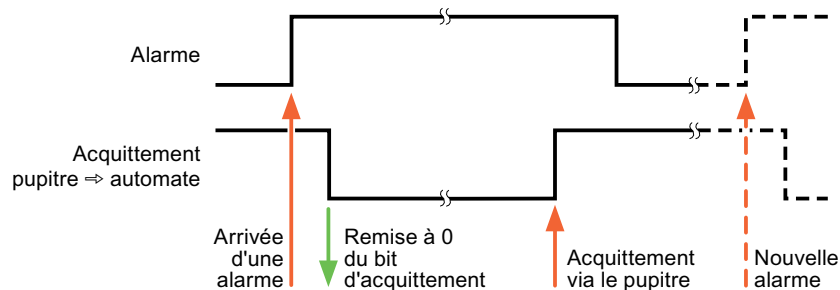 Alarme
Acquittement
pupitre ⇨ automate
Arrivée
d'une
alarme
Remise à 0
du bit
d'acquittement
Acquittement
via le pupitre
Nouvelle
alarme